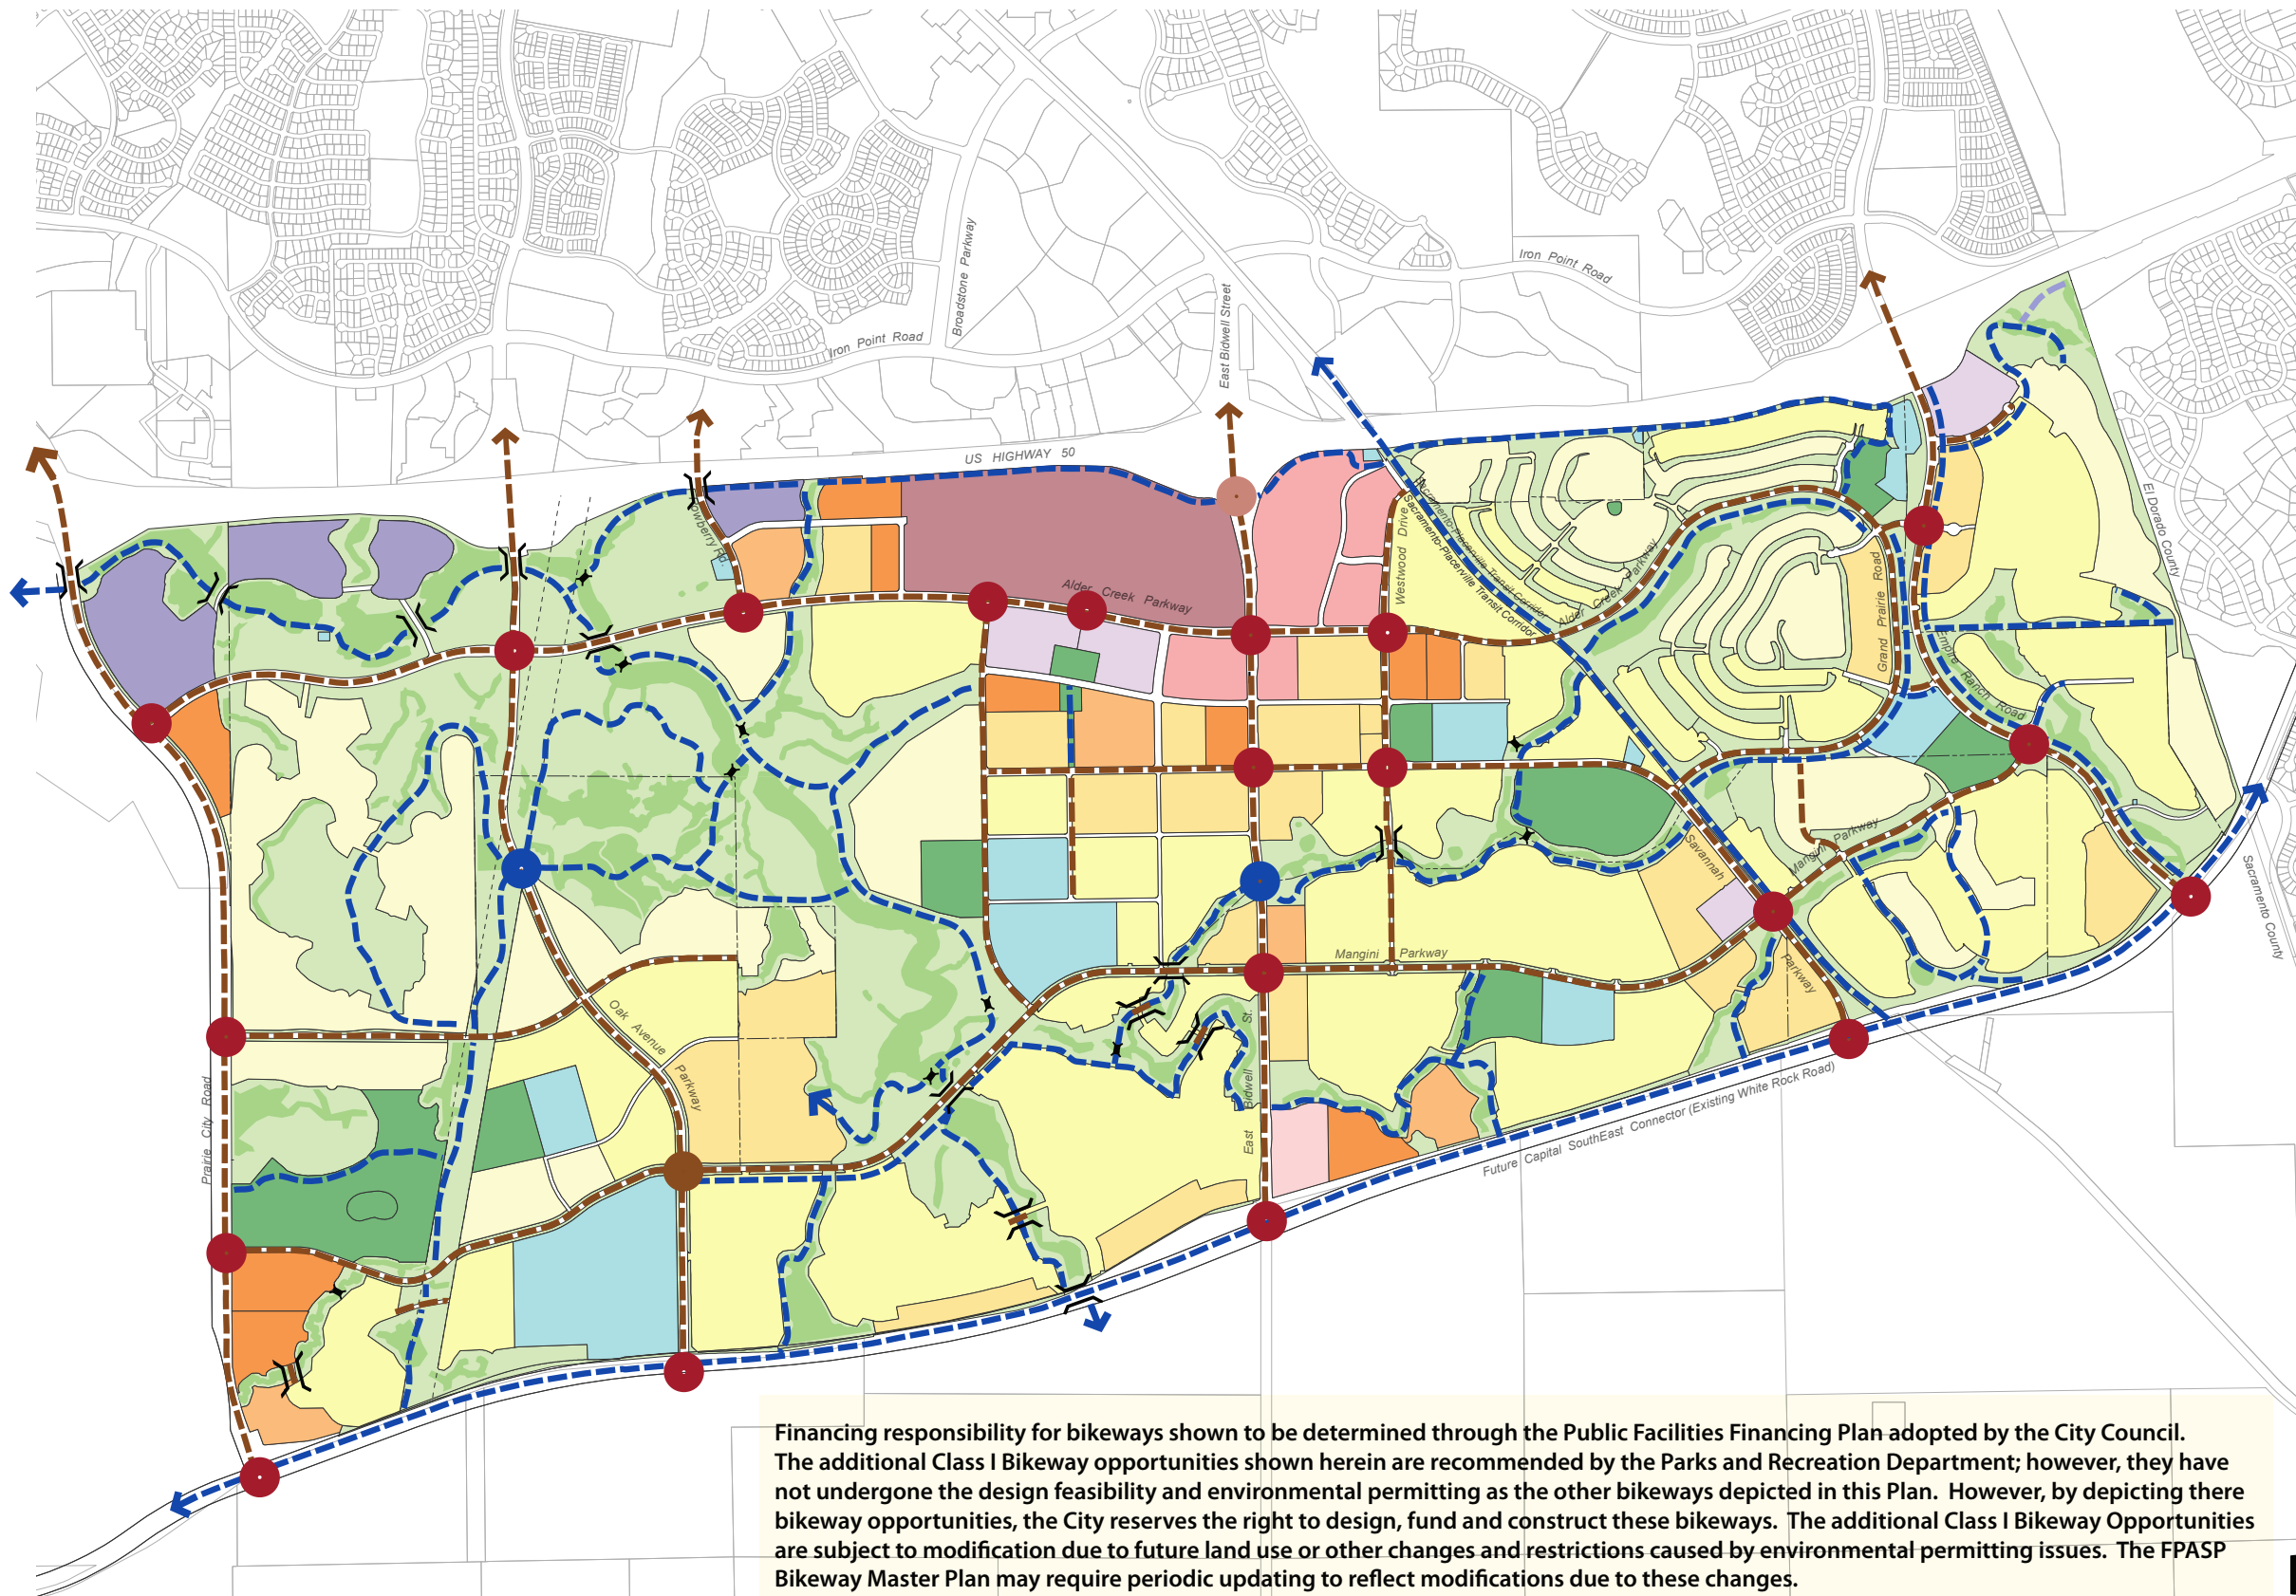 Iron Point Road
Broadstone Parkway
East Bidwell Street
Iron Point Road
US HIGHWAY 50
El Dorado County
Sacramento County
Rowberry Rd.
Alder Creek Parkway
Westwood Drive
Sacramento-Placerville Transit Corridor
Sacramento-Placerville
Transit Corridor
Alder Creek Parkway
Grand Prairie Road
Empire Ranch Road
Mangini Parkway
Savannah
Parkway
Mangini Parkway
Oak Avenue
Parkway
Prairie City Road
East Bidwell St.
Future Capital SouthEast Connector (Existing White Rock Road)
Financing responsibility for bikeways shown to be determined through the Public Facilities Financing Plan adopted by the City Council.
The additional Class I Bikeway opportunities shown herein are recommended by the Parks and Recreation Department; however, they have
not undergone the design feasibility and environmental permitting as the other bikeways depicted in this Plan. However, by depicting there
bikeway opportunities, the City reserves the right to design, fund and construct these bikeways. The additional Class I Bikeway Opportunities
are subject to modification due to future land use or other changes and restrictions caused by environmental permitting issues. The FPASP
Bikeway Master Plan may require periodic updating to reflect modifications due to these changes.